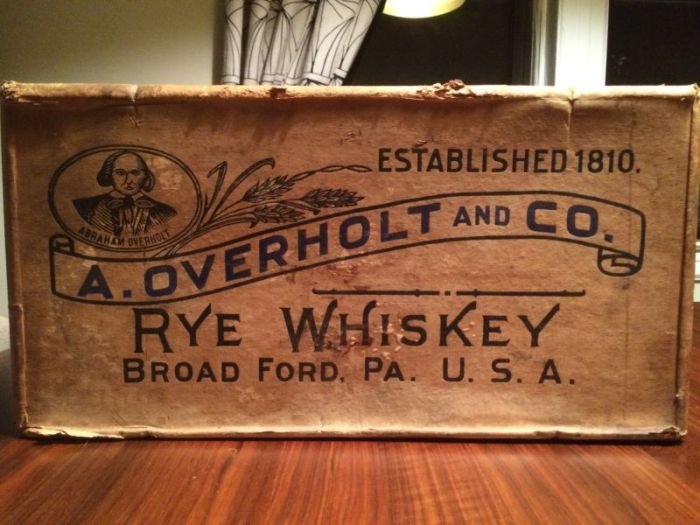 ESTABLISHED 1810.
ABRAHAM OVERHOLT
A. OVERHOLT AND CO.
RYE WHISKEY
BROAD FORD, PA. U. S. A.